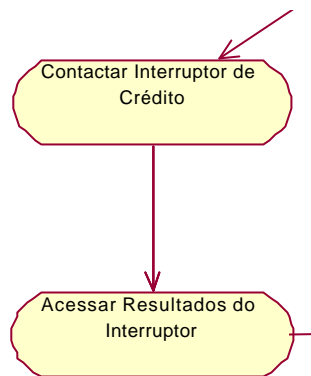 Contactar Interruptor de
Crédito
Acessar Resultados do
Interruptor